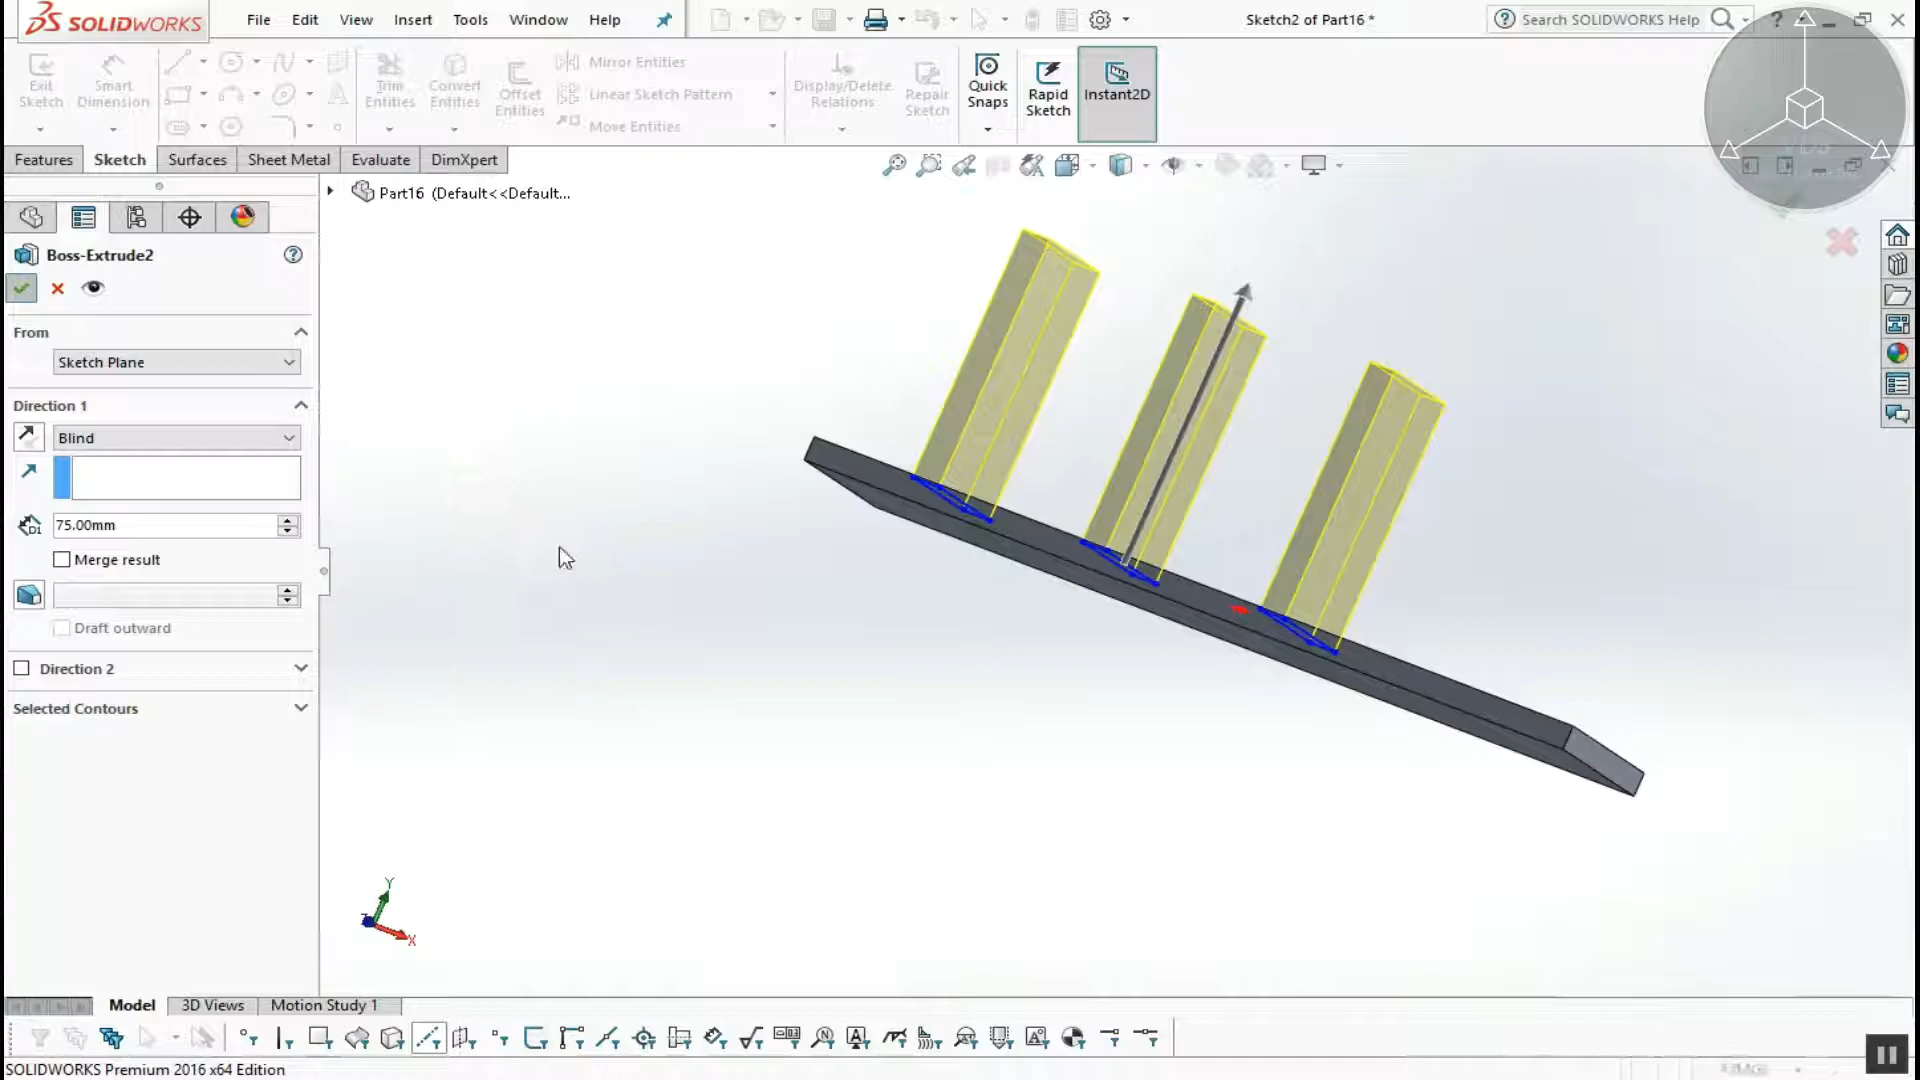 SOLIDWORKS File Edit View Insert Tools Window Help Sketch2 of Part16 * Search SOLIDWORKS Help
Exit Sketch
Smart Dimension
Trim Entities
Convert Entities
Offset Entities
Mirror Entities
Linear Sketch Pattern
Move Entities
Display/Delete Relations
Repair Sketch
Quick Snaps
Rapid Sketch
Instant2D
Features Sketch Surfaces Sheet Metal Evaluate DimXpert
Part16 (Default<<Default...
Boss-Extrude2
From
Sketch Plane
Direction 1
Blind
D1 75.00mm
Merge result
Draft outward
Direction 2
Selected Contours
Y
X
Model 3D Views Motion Study 1
SOLIDWORKS Premium 2016 x64 Edition